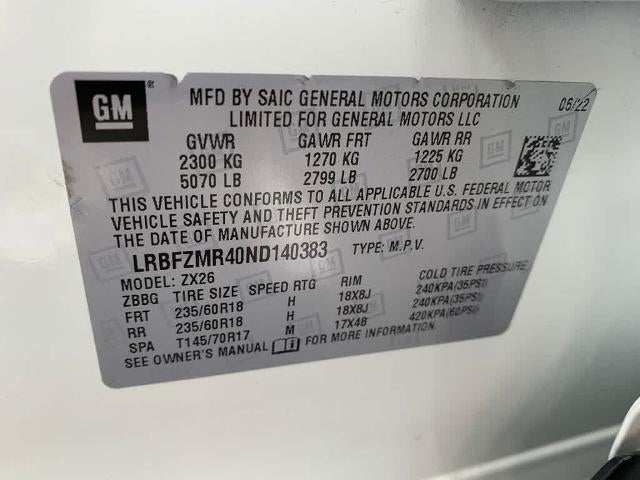 GM
MFD BY SAIC GENERAL MOTORS CORPORATION 06/22
LIMITED FOR GENERAL MOTORS LLC
GVWR GAWR FRT GAWR RR
2300 KG 1270 KG 1225 KG
5070 LB 2799 LB 2700 LB
THIS VEHICLE CONFORMS TO ALL APPLICABLE U.S. FEDERAL MOTOR
VEHICLE SAFETY AND THEFT PREVENTION STANDARDS IN EFFECT ON
THE DATE OF MANUFACTURE SHOWN ABOVE.
LRBFZMR40ND140383 TYPE: M.P.V.
MODEL: ZX26
ZBBG TIRE SIZE SPEED RTG RIM COLD TIRE PRESSURE
FRT 235/60R18 H 18X8J 240KPA(35PSI)
RR 235/60R18 H 18X8J 240KPA(35PSI)
SPA T145/70R17 M 17X4B 420KPA(60PSI)
SEE OWNER'S MANUAL FOR MORE INFORMATION.